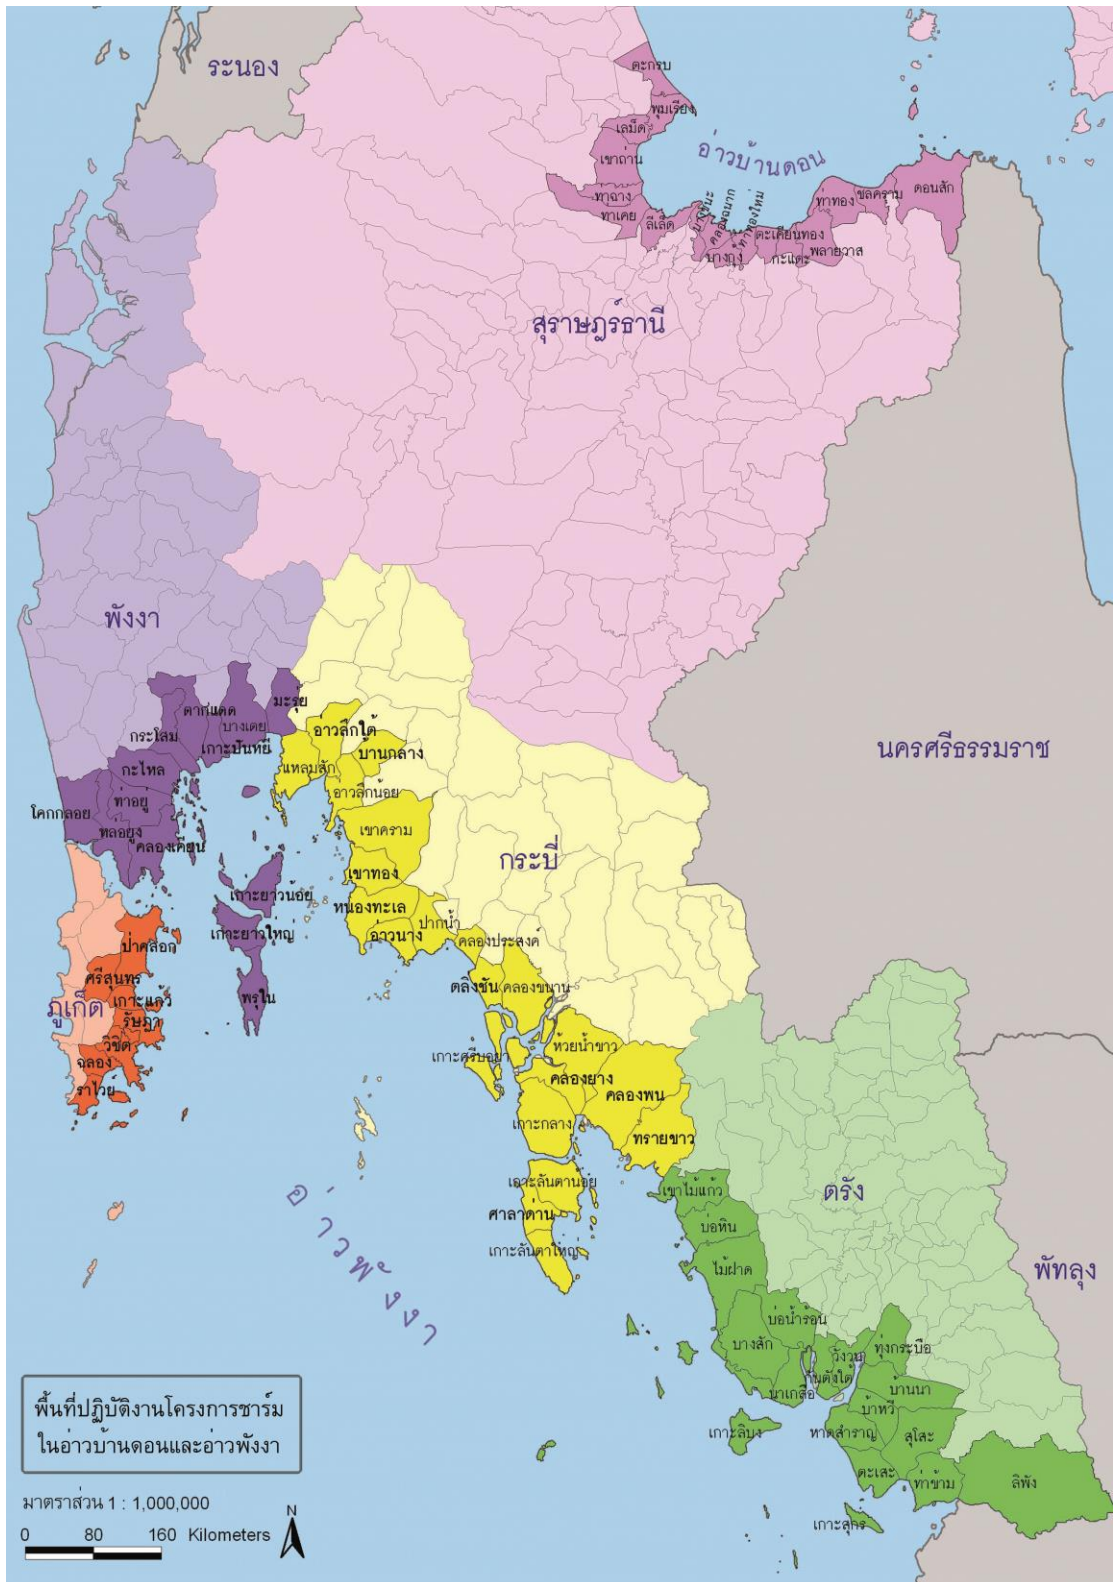 ระนอง
ตะกรบ
พุมเรียง
เลม็ด
เขาถ่าน
อ่าวบ้านดอน
ท่าฉาง
ท่าเคย
ลีเล็ด
บางชนะ
คลองฉนาก
ท่าทองใหม่
บางกุ้ง
ตะเคียนทอง
กะแดะ
พลายวาส
ท่าทอง
ชลคราม
ดอนสัก
สุราษฎร์ธานี
พังงา
นครศรีธรรมราช
มะรุ่ย
ตากแดด
บางเตย
กระโสม
เกาะปันหยี
กะไหล
ท่าอยู่
โคกกลอย
หล่อยูง
คลองเคียน
เกาะยาวน้อย
เกาะยาวใหญ่
พรุใน
อ่าวลึกใต้
บ้านกลาง
แหลมสัก
อ่าวลึกน้อย
เขาคราม
กระบี่
เขาทอง
หนองทะเล
ปากน้ำ
อ่าวนาง
คลองประสงค์
ตลิ่งชัน
คลองขนาน
ป่าคลอก
ศรีสุนทร
เกาะแก้ว
ภูเก็ต
รัษฎา
วิชิต
ฉลอง
ราไวย์
เกาะศรีบอยา
ห้วยน้ำขาว
คลองยาง
คลองพน
เกาะกลาง
ทรายขาว
เกาะลันตาน้อย
ศาลาด่าน
เกาะลันตาใหญ่
อ่าวพังงา
เขาไม้แก้ว
บ่อหิน
ตรัง
ไม้ฝาด
พัทลุง
บ่อน้ำร้อน
บางสัก
วังวน
ทุ่งกระบือ
กันตังใต้
นาเกลือ
บ้านนา
บ้าหวี
เกาะลิบง
หาดสำราญ
สุโสะ
ตะเสะ
ท่าข้าม
ลิพัง
เกาะสุกร
พื้นที่ปฏิบัติงานโครงการชาร์ม
ในอ่าวบ้านดอนและอ่าวพังงา
มาตราส่วน 1 : 1,000,000
0 80 160 Kilometers
N